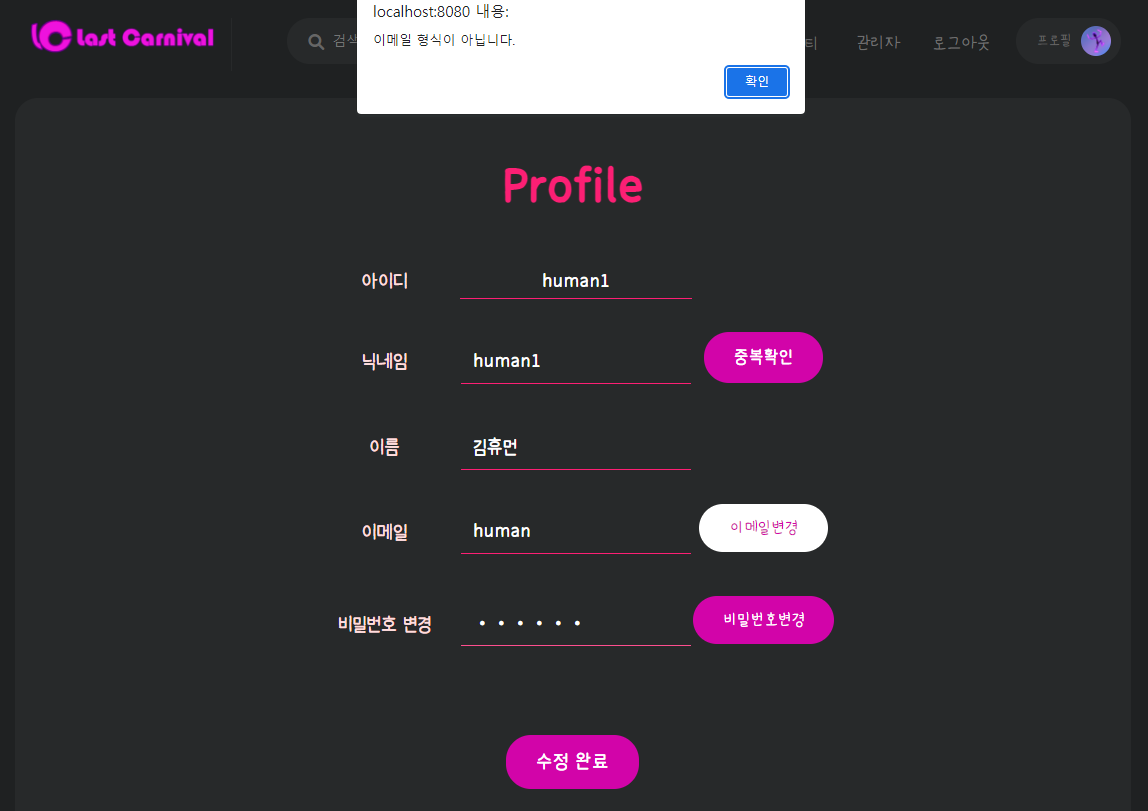 localhost:8080 내용:
이메일 형식이 아닙니다.
확인
Last Carnival
검색
티 관리자 로그아웃 프로필
Profile
아이디 human1
닉네임 human1 중복확인
이름 김휴먼
이메일 human 이메일변경
비밀번호 변경 • • • • • • 비밀번호변경
수정 완료